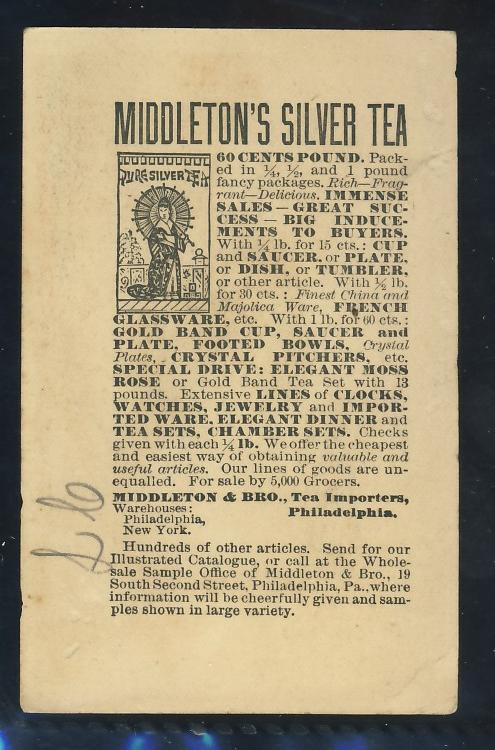 MIDDLETON'S SILVER TEA
PURE SILVER TEA
60 CENTS POUND. Pack-
ed in ¼, ½, and 1 pound
fancy packages. Rich—Frag-
rant—Delicious. IMMENSE
SALES—GREAT SUC-
CESS—BIG INDUCE-
MENTS TO BUYERS.
With ¼ lb. for 15 cts.: CUP
and SAUCER, or PLATE,
or DISH, or TUMBLER,
or other article. With ½ lb.
for 30 cts.: Finest China and
Majolica Ware, FRENCH
GLASSWARE, etc. With 1 lb. for 60 cts.:
GOLD BAND CUP, SAUCER and
PLATE, FOOTED BOWLS, Crystal
Plates, CRYSTAL PITCHERS, etc.
SPECIAL DRIVE: ELEGANT MOSS
ROSE or Gold Band Tea Set with 13
pounds. Extensive LINES of CLOCKS,
WATCHES, JEWELRY and IMPOR-
TED WARE, ELEGANT DINNER and
TEA SETS, CHAMBER SETS. Checks
given with each ¼ lb. We offer the cheapest
and easiest way of obtaining valuable and
useful articles. Our lines of goods are un-
equalled. For sale by 5,000 Grocers.
MIDDLETON & BRO., Tea Importers,
Warehouses: Philadelphia.
Philadelphia,
New York.
Hundreds of other articles. Send for our
Illustrated Catalogue, or call at the Whole-
sale Sample Office of Middleton & Bro., 19
South Second Street, Philadelphia, Pa., where
information will be cheerfully given and sam-
ples shown in large variety.